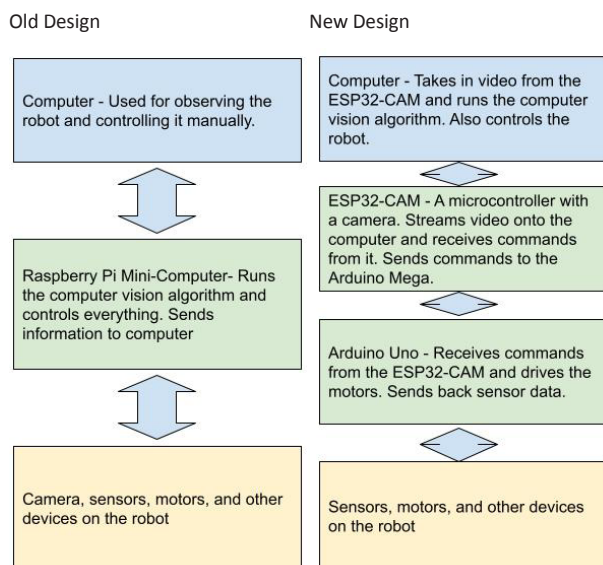 Old Design
New Design
Computer - Used for observing the
robot and controlling it manually.
Raspberry Pi Mini-Computer- Runs
the computer vision algorithm and
controls everything. Sends
information to computer
Camera, sensors, motors, and other
devices on the robot
Computer - Takes in video from the
ESP32-CAM and runs the computer
vision algorithm. Also controls the
robot.
ESP32-CAM - A microcontroller with
a camera. Streams video onto the
computer and receives commands
from it. Sends commands to the
Arduino Mega.
Arduino Uno - Receives commands
from the ESP32-CAM and drives the
motors. Sends back sensor data.
Sensors, motors, and other devices
on the robot